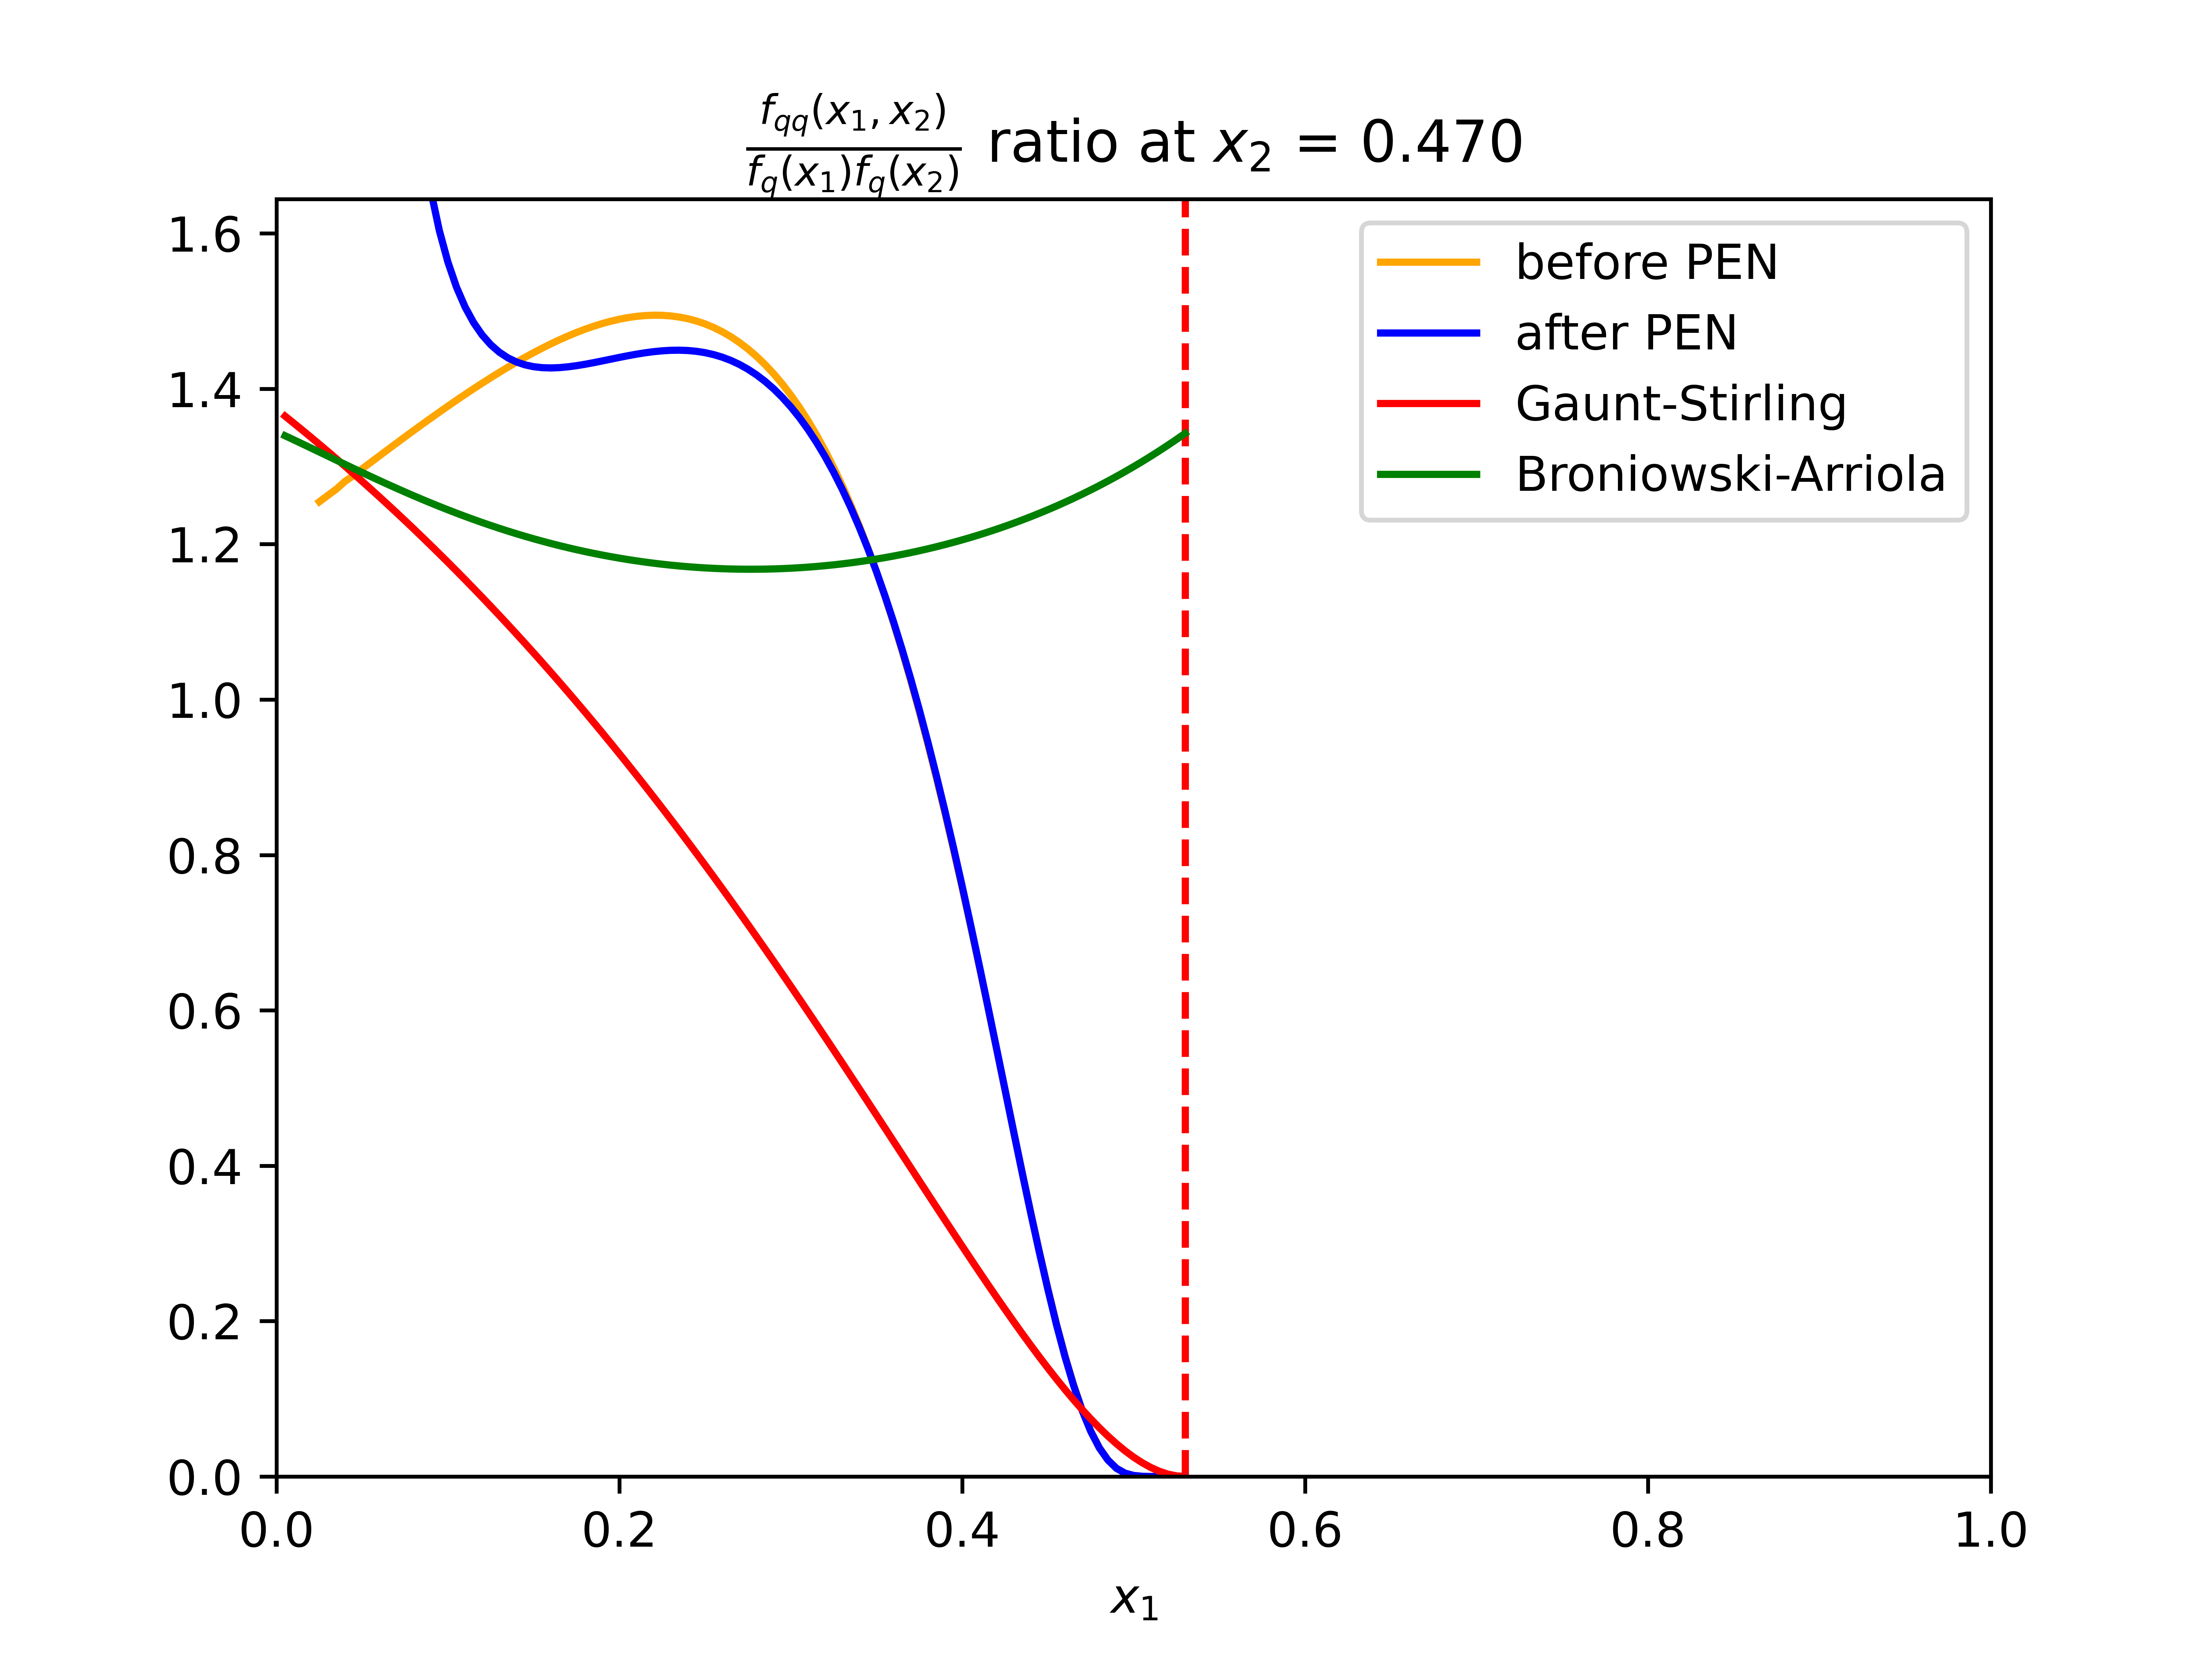 f_{qq}(x_1, x_2)
f_q(x_1)f_q(x_2)
ratio at x_2 = 0.470
before PEN
after PEN
Gaunt-Stirling
Broniowski-Arriola
1.6
1.4
1.2
1.0
0.8
0.6
0.4
0.2
0.0
0.0 0.2 0.4 0.6 0.8 1.0
x_1